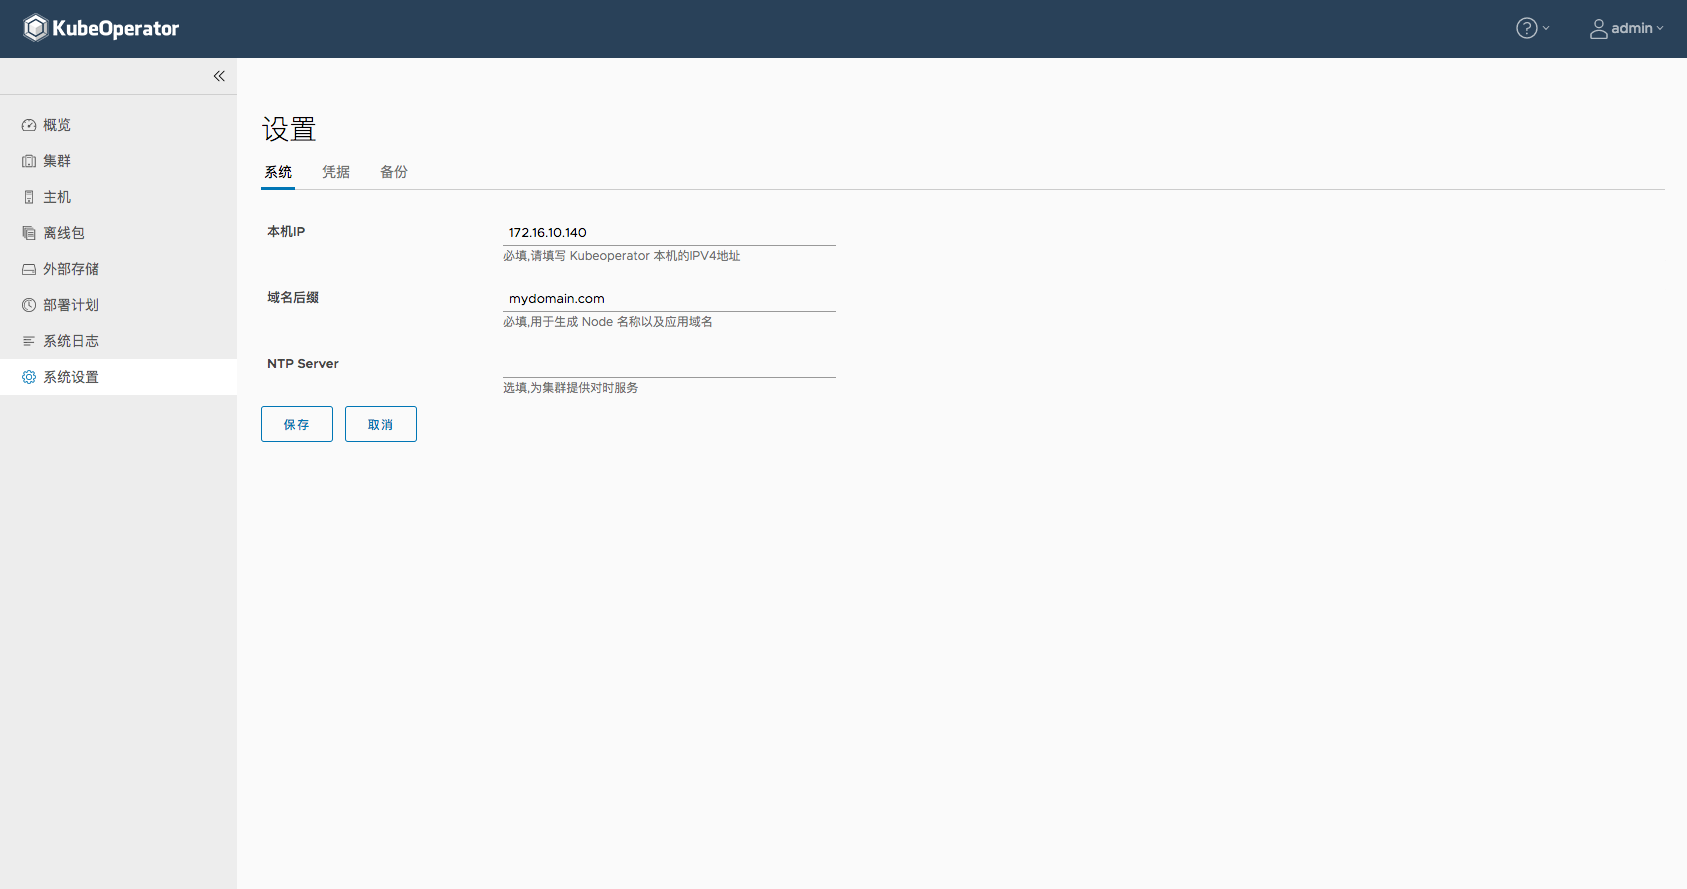 KubeOperator
admin
概览
集群
主机
离线包
外部存储
部署计划
系统日志
系统设置
设置
系统 凭据 备份
本机IP 172.16.10.140
必填,请填写 Kubeoperator 本机的IPV4地址
域名后缀 mydomain.com
必填,用于生成 Node 名称以及应用域名
NTP Server
选填,为集群提供对时服务
保存 取消